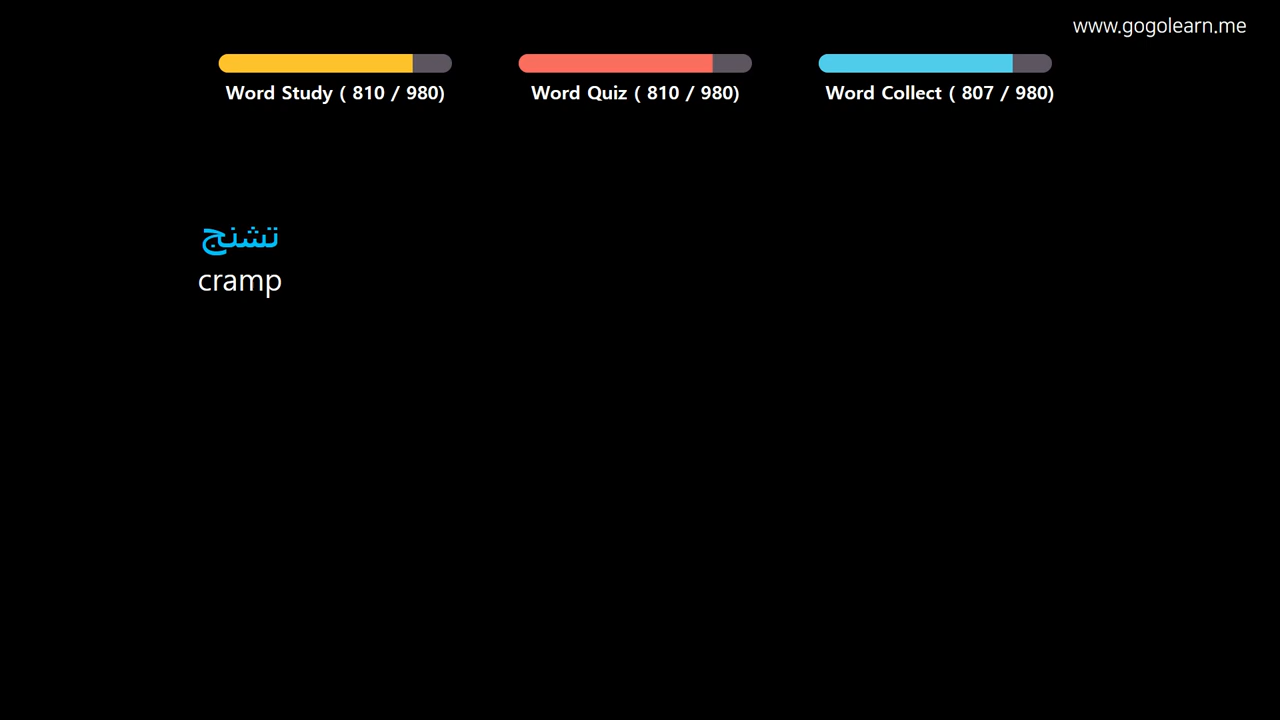 www.gogolearn.me
Word Study ( 810 / 980)
Word Quiz ( 810 / 980)
Word Collect ( 807 / 980)
تشنج
cramp